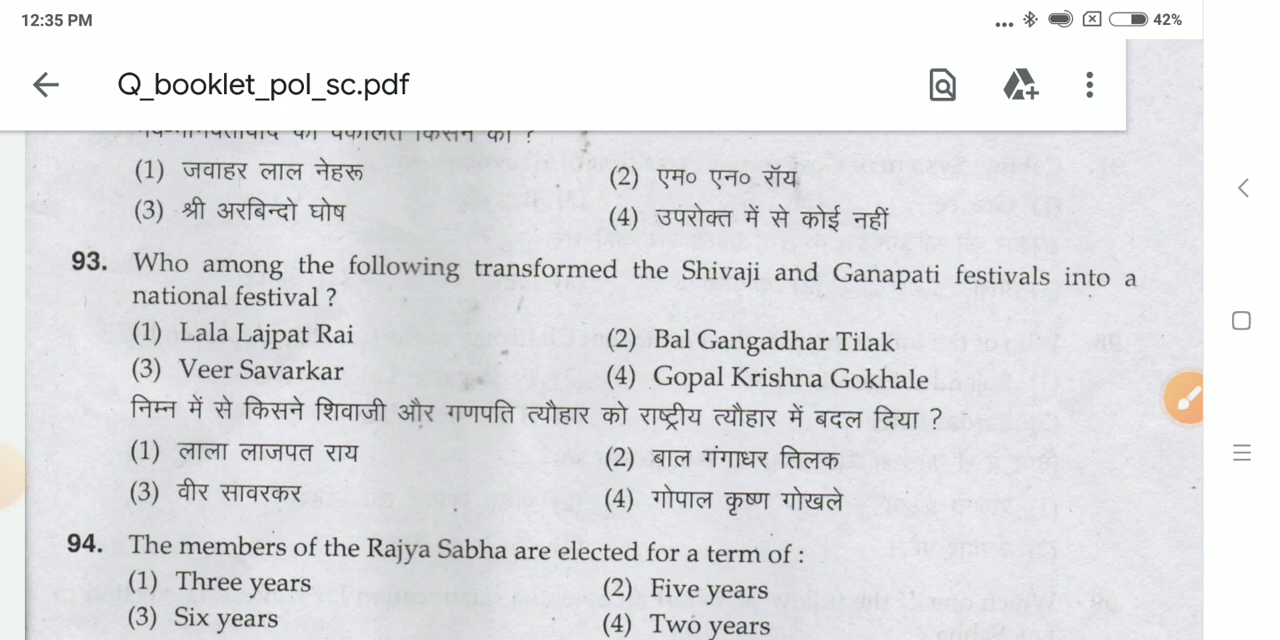 12:35 PM
42%
Q_booklet_pol_sc.pdf
(1) जवाहर लाल नेहरू (2) एम० एन० रॉय
(3) श्री अरबिन्दो घोष (4) उपरोक्त में से कोई नहीं
93. Who among the following transformed the Shivaji and Ganapati festivals into a
national festival ?
(1) Lala Lajpat Rai (2) Bal Gangadhar Tilak
(3) Veer Savarkar (4) Gopal Krishna Gokhale
निम्न में से किसने शिवाजी और गणपति त्यौहार को राष्ट्रीय त्यौहार में बदल दिया ?
(1) लाला लाजपत राय (2) बाल गंगाधर तिलक
(3) वीर सावरकर (4) गोपाल कृष्ण गोखले
94. The members of the Rajya Sabha are elected for a term of :
(1) Three years (2) Five years
(3) Six years (4) Two years